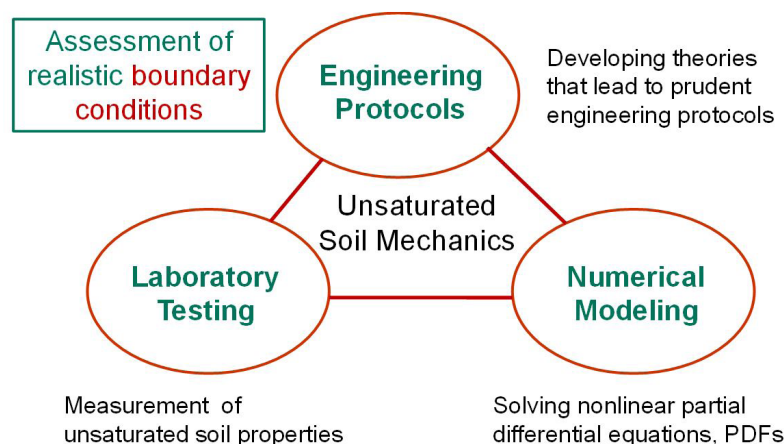 Assessment of
realistic boundary
conditions
Engineering
Protocols
Developing theories
that lead to prudent
engineering protocols
Unsaturated
Soil Mechanics
Laboratory
Testing
Numerical
Modeling
Measurement of
unsaturated soil properties
Solving nonlinear partial
differential equations, PDFs